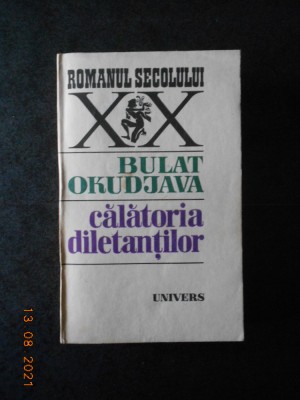 ROMANUL SECOLULUI
XX
BULAT
OKUDJAVA
călătoria
diletanților
UNIVERS
13 08 2021